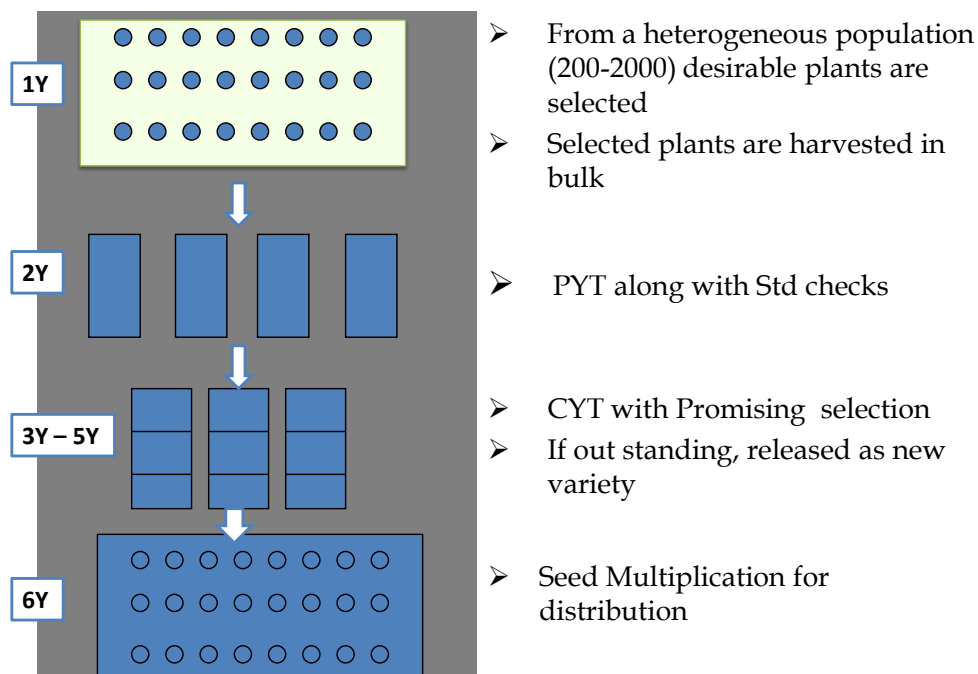 1Y
➢ From a heterogeneous population
(200-2000) desirable plants are
selected
➢ Selected plants are harvested in
bulk
2Y
➢ PYT along with Std checks
3Y – 5Y
➢ CYT with Promising selection
➢ If out standing, released as new
variety
6Y
➢ Seed Multiplication for
distribution